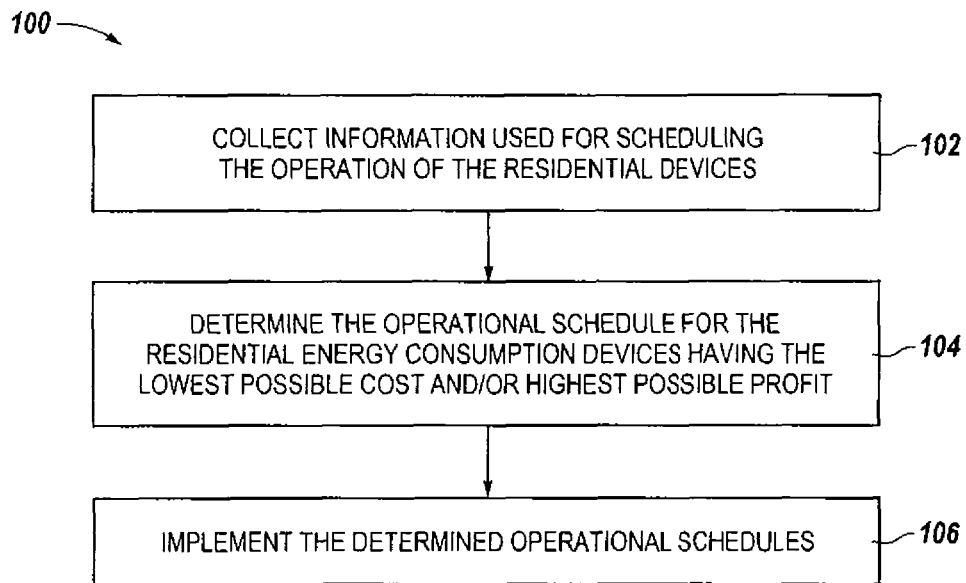 100
COLLECT INFORMATION USED FOR SCHEDULING
THE OPERATION OF THE RESIDENTIAL DEVICES
102
DETERMINE THE OPERATIONAL SCHEDULE FOR THE
RESIDENTIAL ENERGY CONSUMPTION DEVICES HAVING THE
LOWEST POSSIBLE COST AND/OR HIGHEST POSSIBLE PROFIT
104
IMPLEMENT THE DETERMINED OPERATIONAL SCHEDULES
106